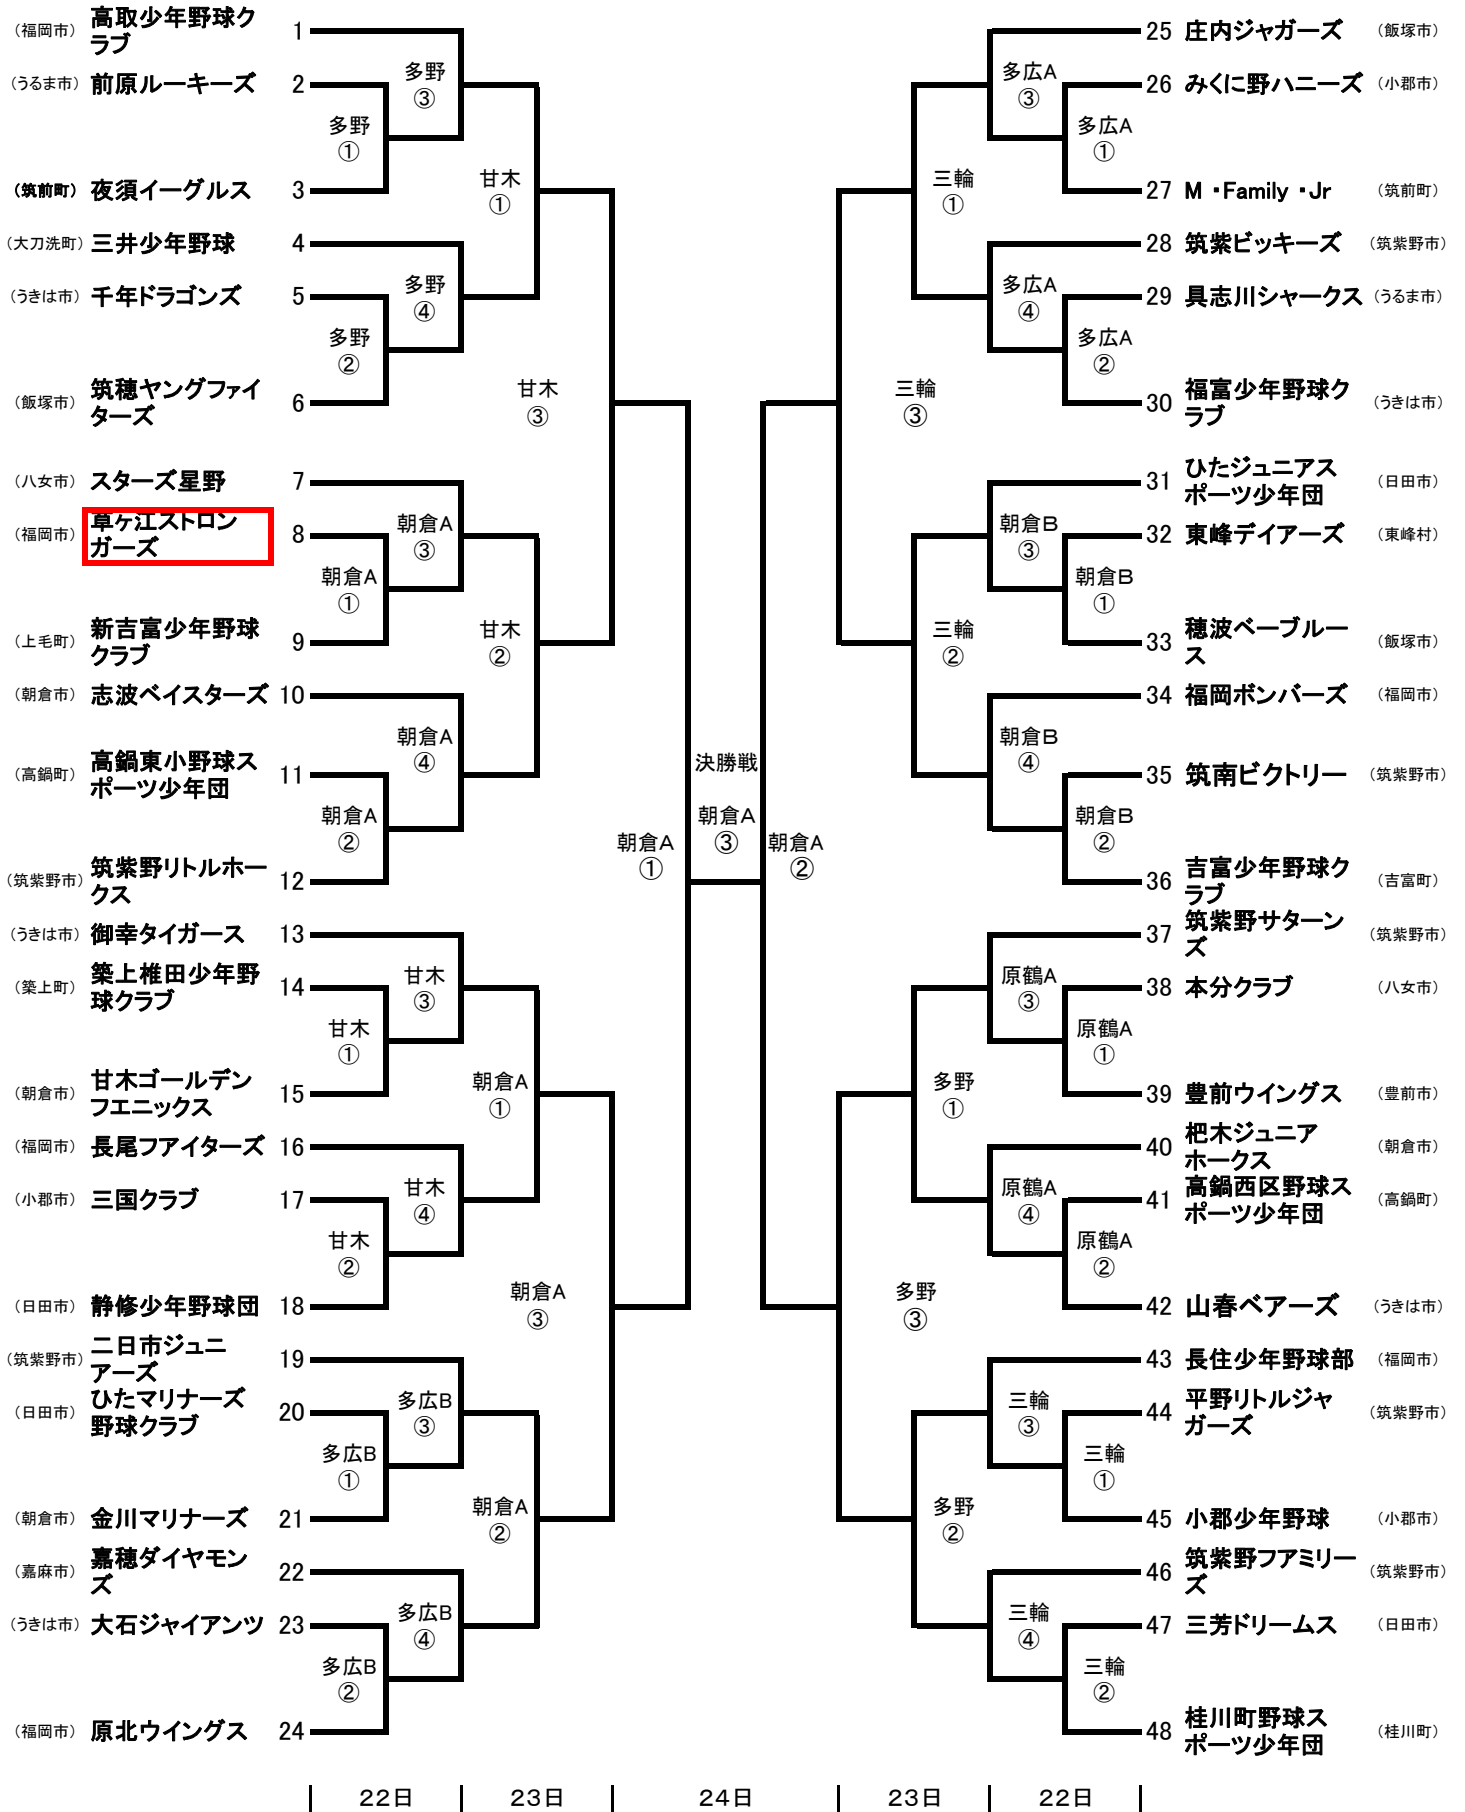 （福岡市） 高取少年野球ク
ラブ 1
（うるま市） 前原ルーキーズ 2
（筑前町） 夜須イーグルス 3
（大刀洗町） 三井少年野球 4
（うきは市） 千年ドラゴンズ 5
（飯塚市） 筑穂ヤングファイ
ターズ 6
（八女市） スターズ星野 7
（福岡市） 草ヶ江ストロン
ガーズ 8
（上毛町） 新吉富少年野球
クラブ 9
（朝倉市） 志波ベイスターズ 10
（高鍋町） 高鍋東小野球ス
ポーツ少年団 11
（筑紫野市） 筑紫野リトルホー
クス 12
（うきは市） 御幸タイガース 13
（築上町） 築上椎田少年野
球クラブ 14
（朝倉市） 甘木ゴールデン
フエニックス 15
（福岡市） 長尾フアイターズ 16
（小郡市） 三国クラブ 17
（日田市） 静修少年野球団 18
（筑紫野市） 二日市ジュニ
アーズ 19
（日田市） ひたマリナーズ
野球クラブ 20
（朝倉市） 金川マリナーズ 21
（嘉麻市） 嘉穂ダイヤモン
ズ 22
（うきは市） 大石ジャイアンツ 23
（福岡市） 原北ウイングス 24
多野
①
多野
②
朝倉A
①
朝倉A
②
甘木
①
甘木
②
多広B
①
多広B
②
多野
③
多野
④
朝倉A
③
朝倉A
④
甘木
③
甘木
④
多広B
③
多広B
④
甘木
①
甘木
②
朝倉A
①
朝倉A
②
甘木
③
朝倉A
③
朝倉A
①
決勝戦
朝倉A
③
朝倉A
②
三輪
③
多野
③
三輪
①
三輪
②
多野
①
多野
②
多広A
③
多広A
④
朝倉B
③
朝倉B
④
原鶴A
③
原鶴A
④
三輪
③
三輪
④
多広A
①
多広A
②
朝倉B
①
朝倉B
②
原鶴A
①
原鶴A
②
三輪
①
三輪
②
25 庄内ジャガーズ （飯塚市）
26 みくに野ハニーズ （小郡市）
27 M・Family・Jr （筑前町）
28 筑紫ビッキーズ （筑紫野市）
29 具志川シャークス （うるま市）
30 福富少年野球ク
ラブ （うきは市）
31 ひたジュニアス
ポーツ少年団 （日田市）
32 東峰デイアーズ （東峰村）
33 穂波ベーブルー
ス （飯塚市）
34 福岡ボンバーズ （福岡市）
35 筑南ビクトリー （筑紫野市）
36 吉富少年野球ク
ラブ （吉富町）
37 筑紫野サターン
ズ （筑紫野市）
38 本分クラブ （八女市）
39 豊前ウイングス （豊前市）
40 杷木ジュニア
ホークス （朝倉市）
41 高鍋西区野球ス
ポーツ少年団 （高鍋町）
42 山春ベアーズ （うきは市）
43 長住少年野球部 （福岡市）
44 平野リトルジャ
ガーズ （筑紫野市）
45 小郡少年野球 （小郡市）
46 筑紫野フアミリー
ズ （筑紫野市）
47 三芳ドリームス （日田市）
48 桂川町野球ス
ポーツ少年団 （桂川町）
22日 23日 24日 23日 22日